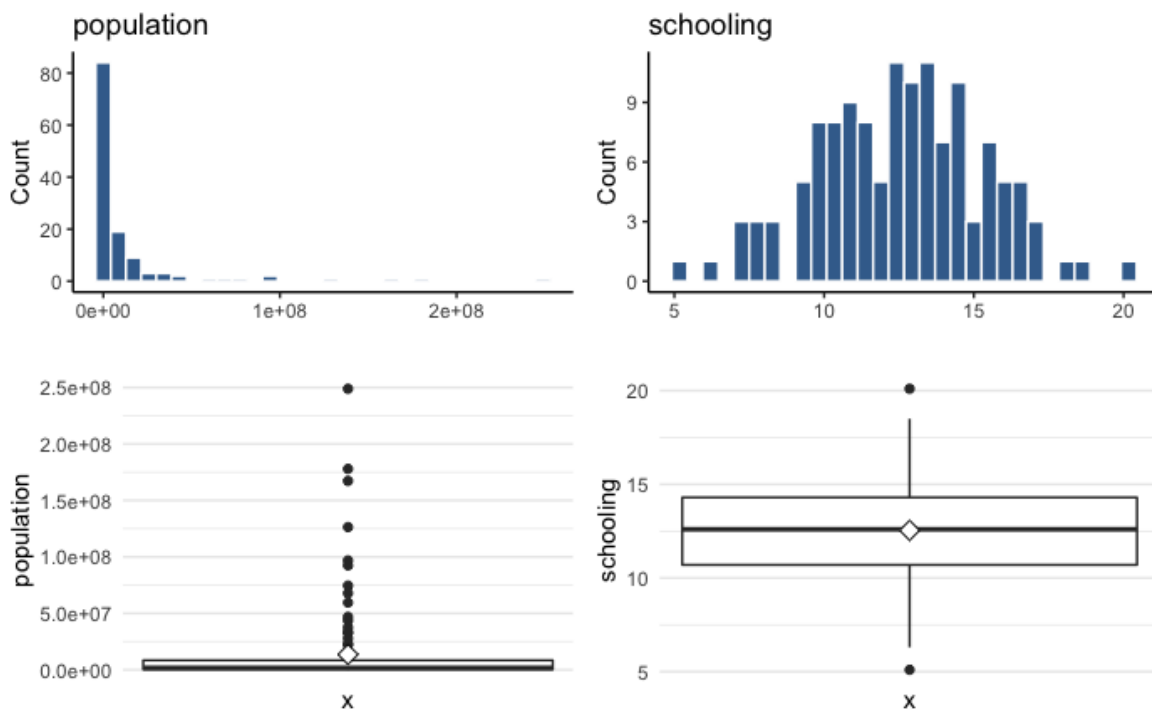 population
80
60
40
20
0
Count
0e+00 1e+08 2e+08
schooling
9
6
3
0
Count
5 10 15 20
2.5e+08
2.0e+08
1.5e+08
1.0e+08
5.0e+07
0.0e+00
population
x
20
15
10
5
schooling
x